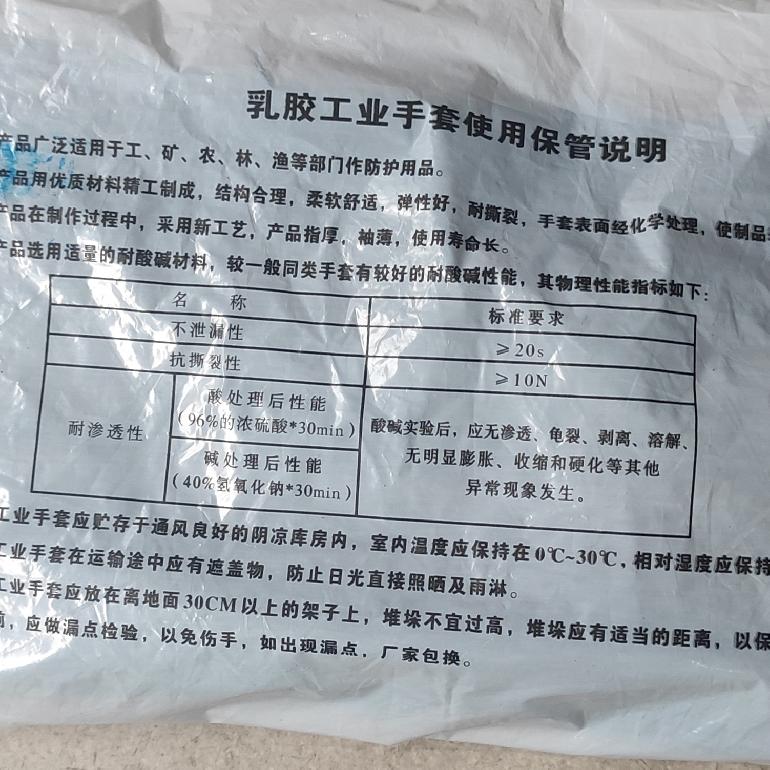 乳胶工业手套使用保管说明
产品广泛适用于工、矿、农、林、渔等部门作防护用品。
产品用优质材料精工制成，结构合理，柔软舒适，弹性好，耐撕裂，手套表面经化学处理，使制品
产品在制作过程中，采用新工艺，产品指厚，袖薄，使用寿命长。
产品选用适量的耐酸碱材料，较一般同类手套有较好的耐酸碱性能，其物理性能指标如下：
名 称 标准要求
不泄漏性 ≥20s
抗撕裂性 ≥10N
耐渗透性
酸处理后性能
（96%的浓硫酸*30min）
碱处理后性能
（40%氢氧化钠*30min）
酸碱实验后，应无渗透、龟裂、剥离、溶解、
无明显膨胀、收缩和硬化等其他
异常现象发生。
工业手套应贮存于通风良好的阴凉库房内，室内温度应保持在0℃~30℃，相对湿度应保持
工业手套在运输途中应有遮盖物，防止日光直接照晒及雨淋。
工业手套应放在离地面30CM以上的架子上，堆垛不宜过高，堆垛应有适当的距离，以保
前，应做漏点检验，以免伤手，如出现漏点，厂家包换。